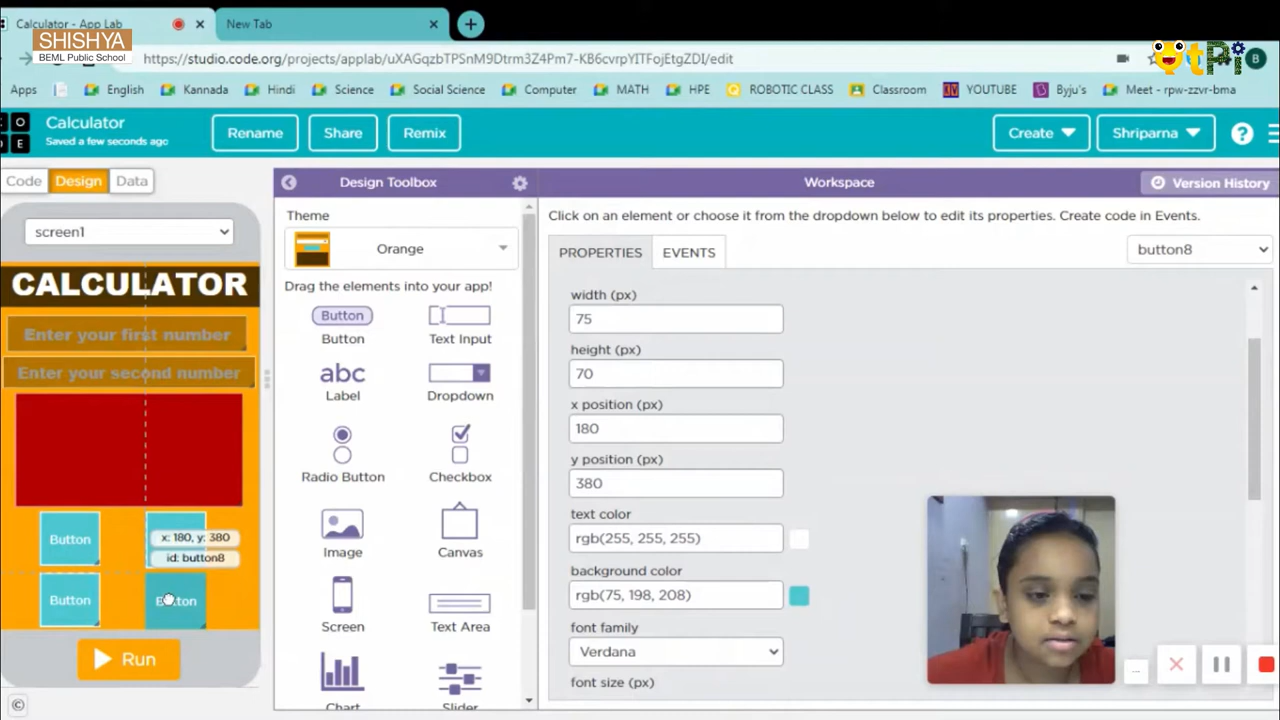 Calculator - App Lab
New Tab
SHISHYA
BEML Public School
https://studio.code.org/projects/applab/uXAGqzbTPSnM9Dtrm3Z4Pm7-KB6cvrpYITFojEtgZDI/edit
B
Apps
English
Kannada
Hindi
Science
Social Science
Computer
MATH
HPE
ROBOTIC CLASS
Classroom
YOUTUBE
Byju's
Meet - rpw-zzvr-bma
O
E
Calculator
Saved a few seconds ago
Rename
Share
Remix
Create
Shriparna
?
Code
Design
Data
Design Toolbox
Workspace
Version History
screen1
Theme
Orange
Click on an element or choose it from the dropdown below to edit its properties. Create code in Events.
PROPERTIES
EVENTS
button8
CALCULATOR
Enter your first number
Enter your second number
Button
x: 180, y: 380
id: button8
Button
Run
©
Drag the elements into your app!
Button
Button
Text Input
abc
Label
Dropdown
Radio Button
Checkbox
Image
Canvas
Screen
Text Area
Chart
Slider
width (px)
75
height (px)
70
x position (px)
180
y position (px)
380
text color
rgb(255, 255, 255)
background color
rgb(75, 198, 208)
font family
Verdana
font size (px)